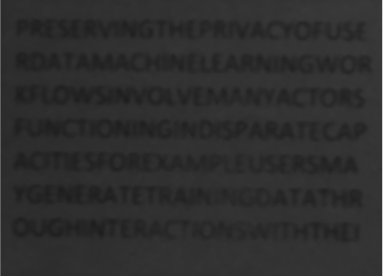 PRESERVINGTHEPRIVACYOFUSE
RDATAMACHINELEARNINGWOR
KFLOWSINVOLVEMANYACTORS
FUNCTIONINGINDISPARATECAP
ACITIESFOREXAMPLEUSERSMA
YGENERATETRAININGDATATHR
OUGHINTERACTIONSWITHTHEI